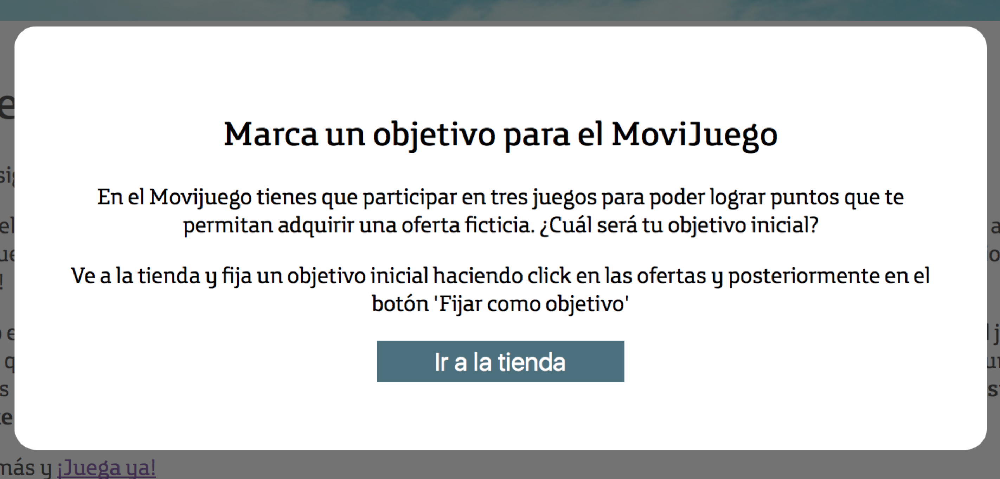 Marca un objetivo para el MoviJuego
En el Movijuego tienes que participar en tres juegos para poder lograr puntos que te
permitan adquirir una oferta ficticia. ¿Cuál será tu objetivo inicial?
Ve a la tienda y fija un objetivo inicial haciendo click en las ofertas y posteriormente en el
botón 'Fijar como objetivo'
Ir a la tienda
más y ¡Juega ya!